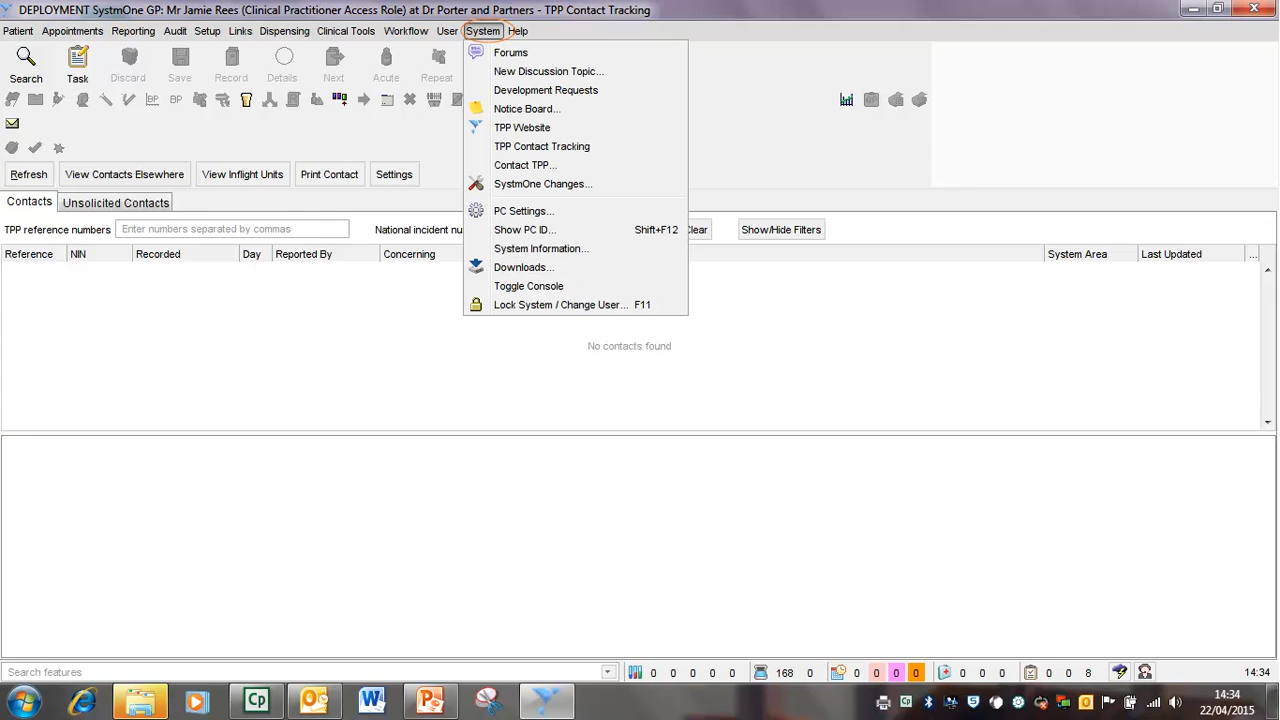 DEPLOYMENT SystmOne GP: Mr Jamie Rees (Clinical Practitioner Access Role) at Dr Porter and Partners - TPP Contact Tracking
Patient Appointments Reporting Audit Setup Links Dispensing Clinical Tools Workflow User System Help
Search Task Discard Save Record Details Next Acute Repeat
BP BP
Forums
New Discussion Topic...
Development Requests
Notice Board...
TPP Website
TPP Contact Tracking
Contact TPP...
SystmOne Changes...
PC Settings...
Show PC ID... Shift+F12
System Information...
Downloads...
Toggle Console
Lock System / Change User... F11
Refresh View Contacts Elsewhere View Inflight Units Print Contact Settings
Contacts Unsolicited Contacts
TPP reference numbers Enter numbers separated by commas National incident Show/Hide Filters
Reference NIN Recorded Day Reported By Concerning System Area Last Updated ...
No contacts found
Search features 0 0 0 0 0 168 0 0 0 0 0 0 0 0 0 0 8 14:34
Cp W P Cp
14:34
22/04/2015